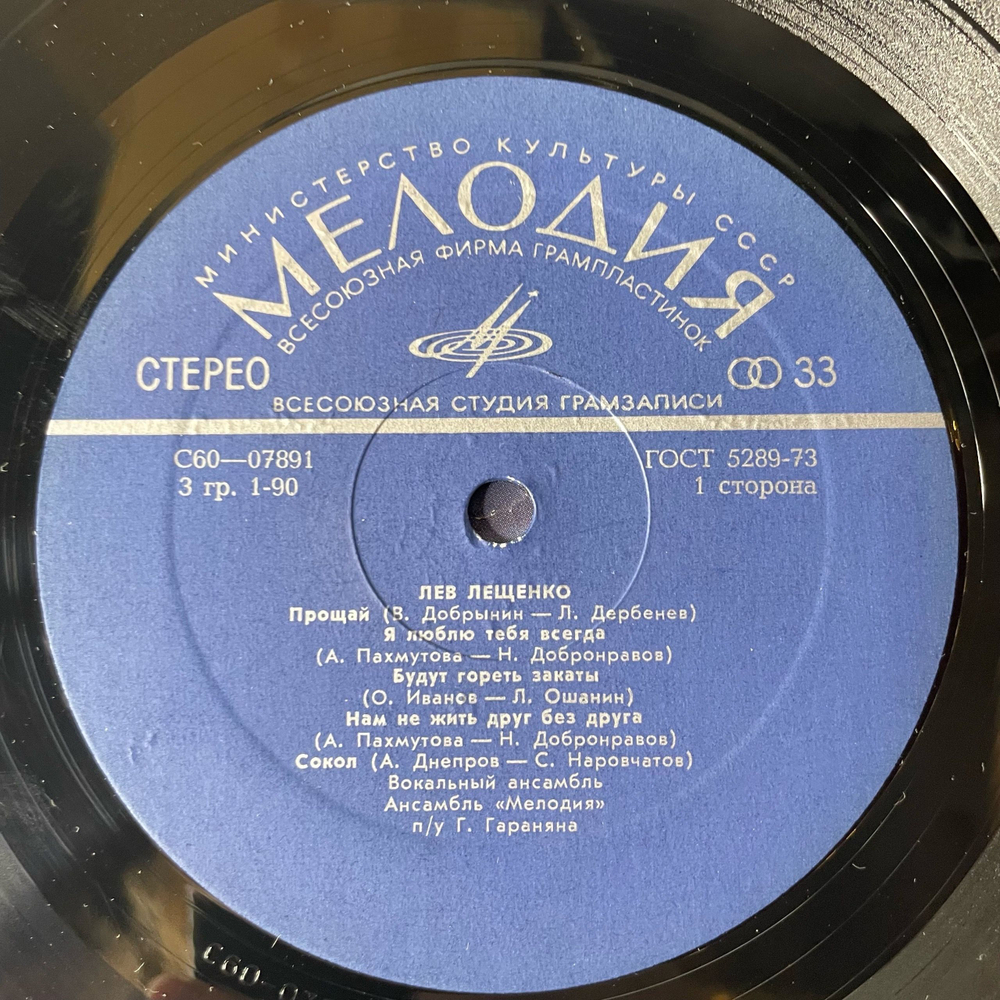 МИНИСТЕРСТВО КУЛЬТУРЫ СССР
МЕЛОДИЯ
ВСЕСОЮЗНАЯ ФИРМА ГРАМПЛАСТИНОК
СТЕРЕО
33
ВСЕСОЮЗНАЯ СТУДИЯ ГРАМЗАПИСИ
С60—07891
ГОСТ 5289-73
3 гр. 1-90
1 сторона
ЛЕВ ЛЕЩЕНКО
Прощай (В. Добрынин — Л. Дербенев)
Я люблю тебя всегда
(А. Пахмутова — Н. Добронравов)
Будут гореть закаты
(О. Иванов — Л. Ошанин)
Нам не жить друг без друга
(А. Пахмутова — Н. Добронравов)
Сокол (А. Днепров — С. Наровчатов)
Вокальный ансамбль
Ансамбль «Мелодия»
п/у Г. Гараняна